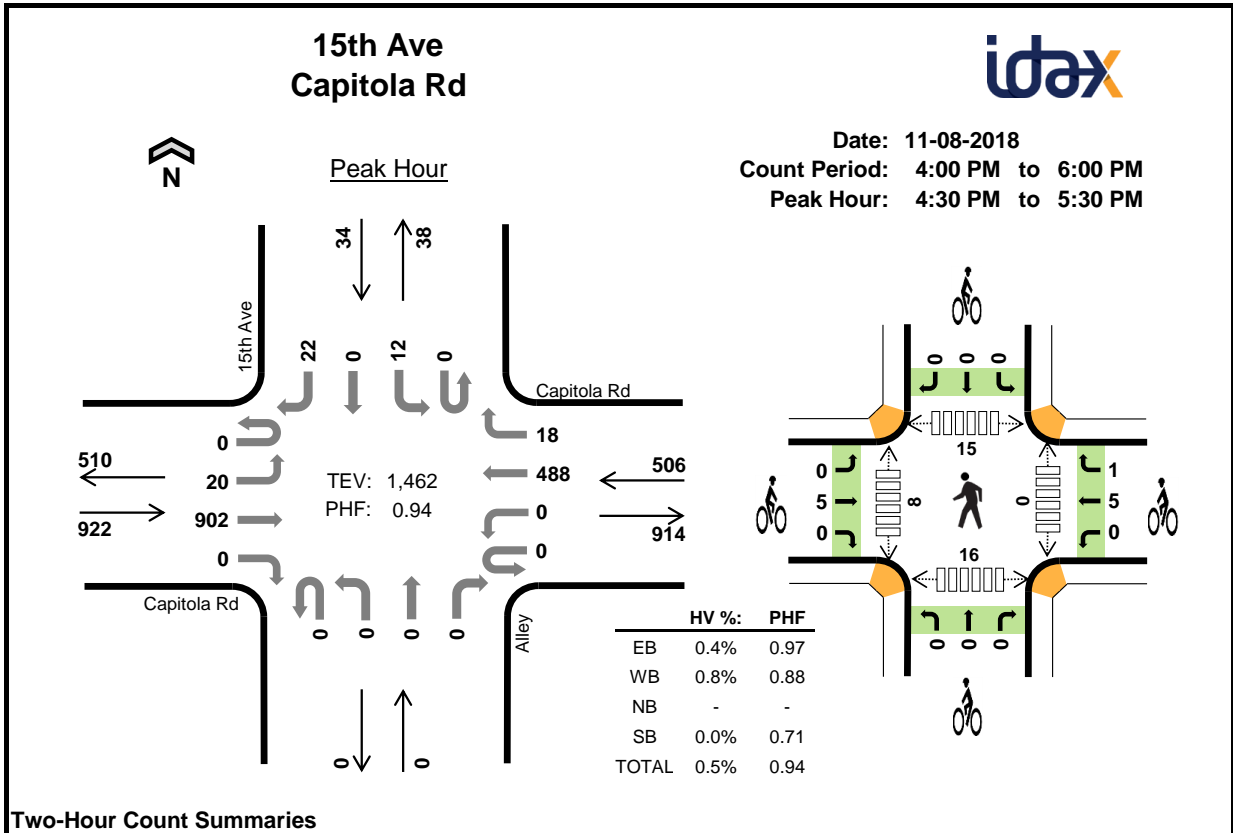 15th Ave
Capitola Rd
idax
Date: 11-08-2018
Count Period: 4:00 PM to 6:00 PM
Peak Hour: 4:30 PM to 5:30 PM
N
Peak Hour
34
38
15th Ave
22
0
12
0
Capitola Rd
0
20
902
0
510
922
TEV: 1,462
PHF: 0.94
18
488
0
0
506
914
Capitola Rd
0
0
0
0
Alley
0
0
HV %: PHF
EB 0.4% 0.97
WB 0.8% 0.88
NB - -
SB 0.0% 0.71
TOTAL 0.5% 0.94
0 0 0
15
0
5
0
8
0
1
5
0
16
0 0 0
Two-Hour Count Summaries